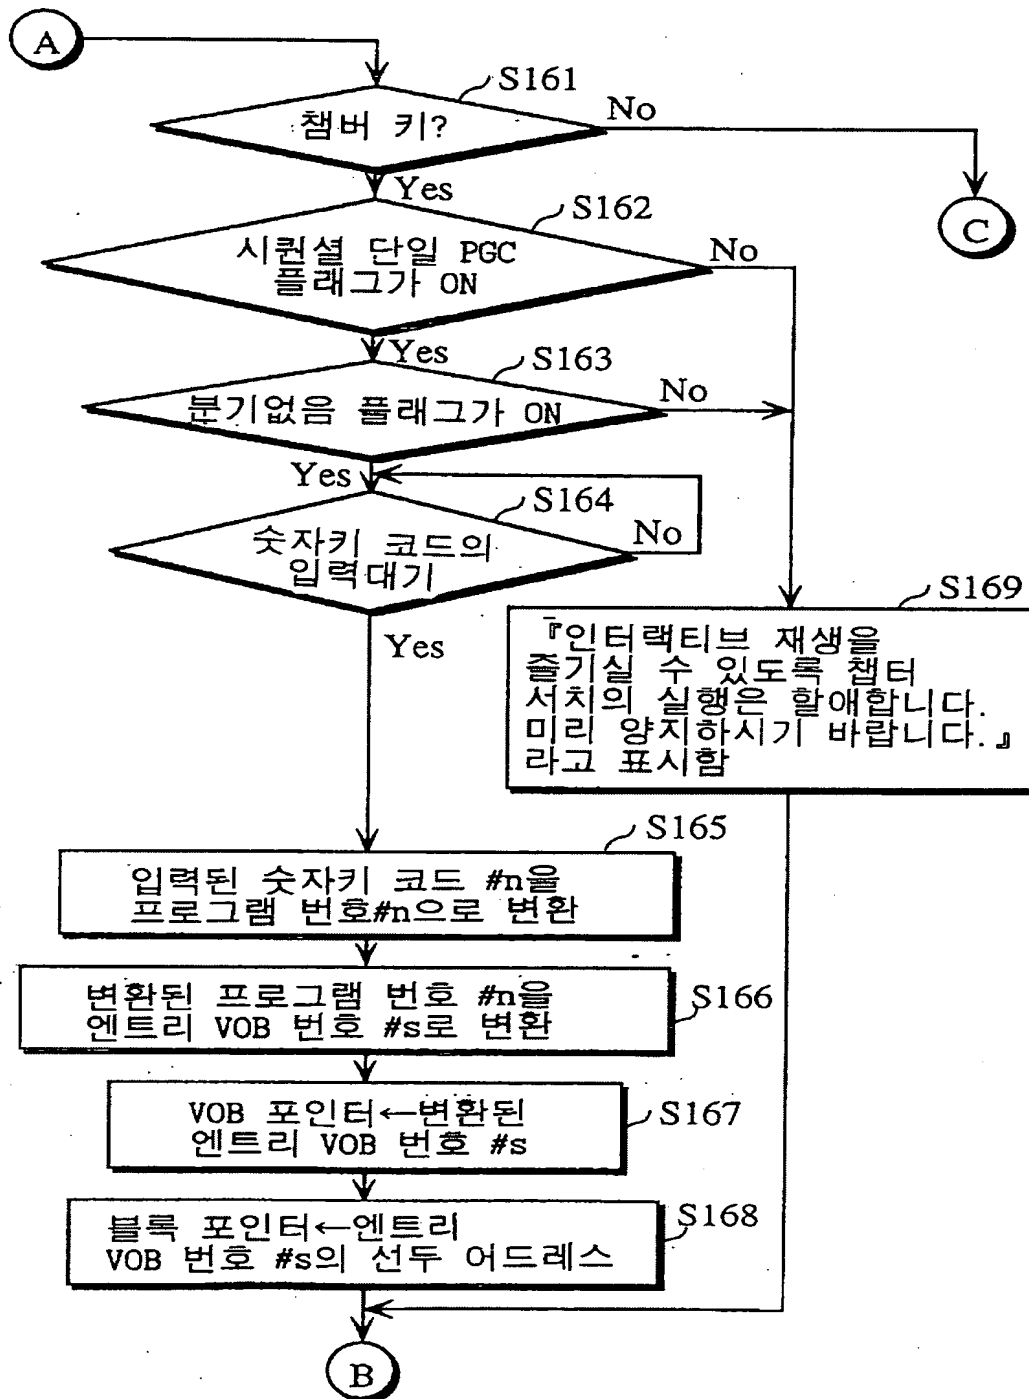 A
S161
챔버 키?
No
Yes
C
S162
시퀀셜 단일 PGC
플래그가 ON
No
Yes
S163
분기없음 플래그가 ON
No
Yes
S164
숫자키 코드의
입력대기
No
Yes
S169
『인터랙티브 재생을
즐기실 수 있도록 챕터
서치의 실행은 할애합니다.
미리 양지하시기 바랍니다.』
라고 표시함
S165
입력된 숫자키 코드 #n을
프로그램 번호#n으로 변환
변환된 프로그램 번호 #n을
엔트리 VOB 번호 #s로 변환
S166
VOB 포인터←변환된
엔트리 VOB 번호 #s
S167
블록 포인터←엔트리
VOB 번호 #s의 선두 어드레스
S168
B